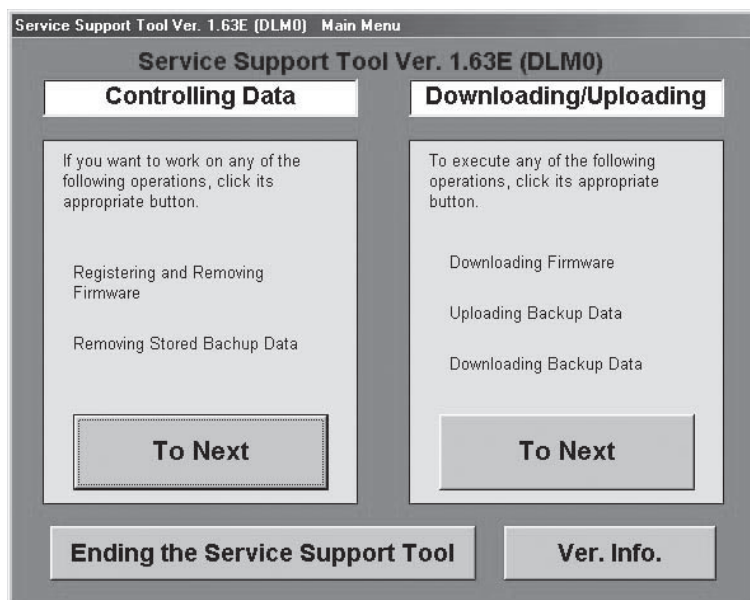 Service Support Tool Ver. 1.63E (DLM0) Main Menu
Service Support Tool Ver. 1.63E (DLM0)
Controlling Data
If you want to work on any of the
following operations, click its
appropriate button.
Registering and Removing
Firmware
Removing Stored Bachup Data
To Next
Downloading/Uploading
To execute any of the following
operations, click its appropriate
button.
Downloading Firmware
Uploading Backup Data
Downloading Backup Data
To Next
Ending the Service Support Tool
Ver. Info.